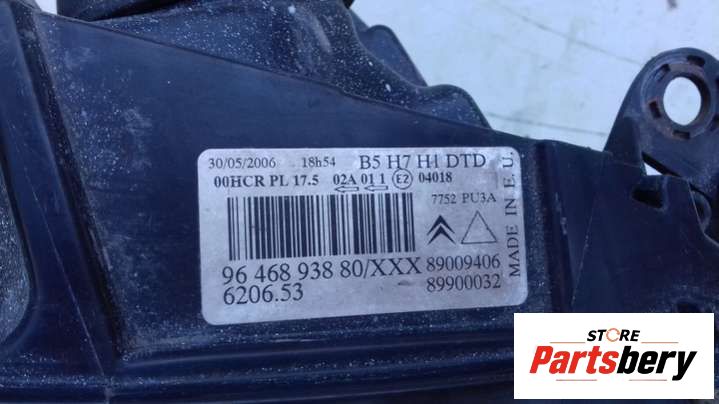 30/05/2006 18h54 B5 H7 H1 DTD
00HCR PL 17.5 02A 01 1 E2 04018
7752 PU3A
MADE IN E.U.
96 468 938 80/XXX 89009406
6206.53 89900032
STORE
Partsbery